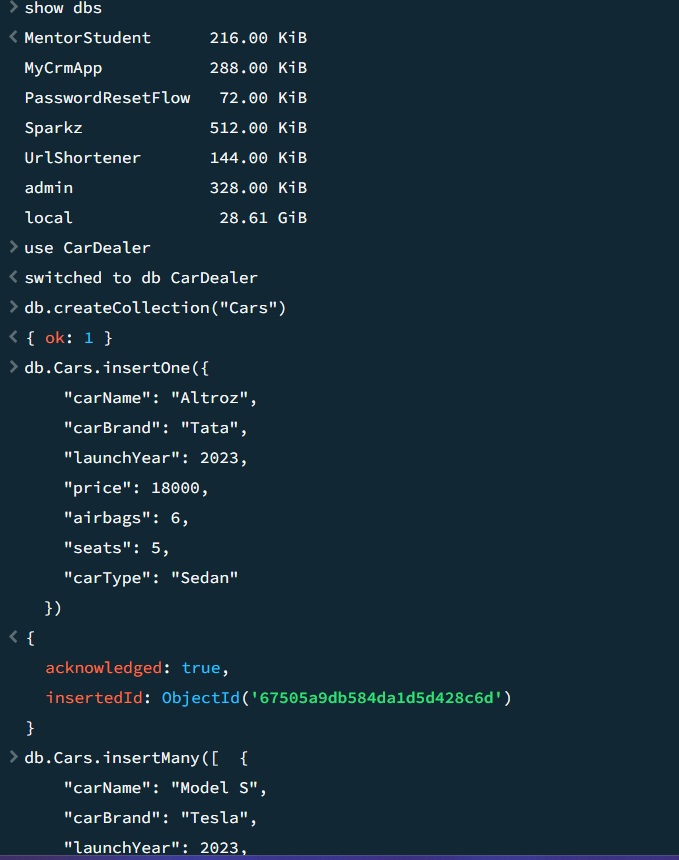 > show dbs
< MentorStudent      216.00 KiB
  MyCrmApp           288.00 KiB
  PasswordResetFlow   72.00 KiB
  Sparkz             512.00 KiB
  UrlShortener       144.00 KiB
  admin              328.00 KiB
  local               28.61 GiB
> use CarDealer
< switched to db CarDealer
> db.createCollection("Cars")
< { ok: 1 }
> db.Cars.insertOne({
      "carName": "Altroz",
      "carBrand": "Tata",
      "launchYear": 2023,
      "price": 18000,
      "airbags": 6,
      "seats": 5,
      "carType": "Sedan"
    })
< {
    acknowledged: true,
    insertedId: ObjectId('67505a9db584da1d5d428c6d')
  }
> db.Cars.insertMany([  {
      "carName": "Model S",
      "carBrand": "Tesla",
      "launchYear": 2023,